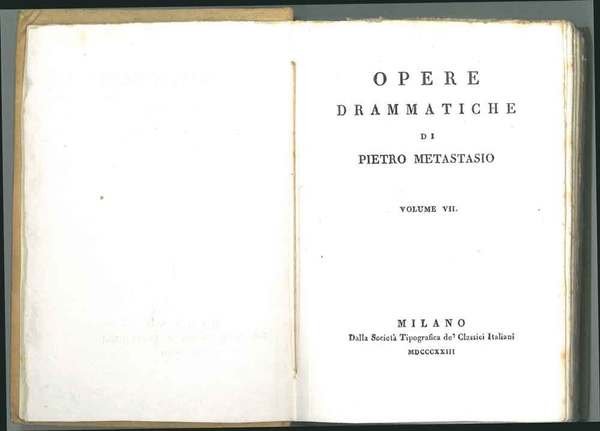 OPERE
DRAMMATICHE
DI
PIETRO METASTASIO
VOLUME VII.
MILANO
Dalla Società Tipografica de' Classici Italiani
MDCCCXXIII